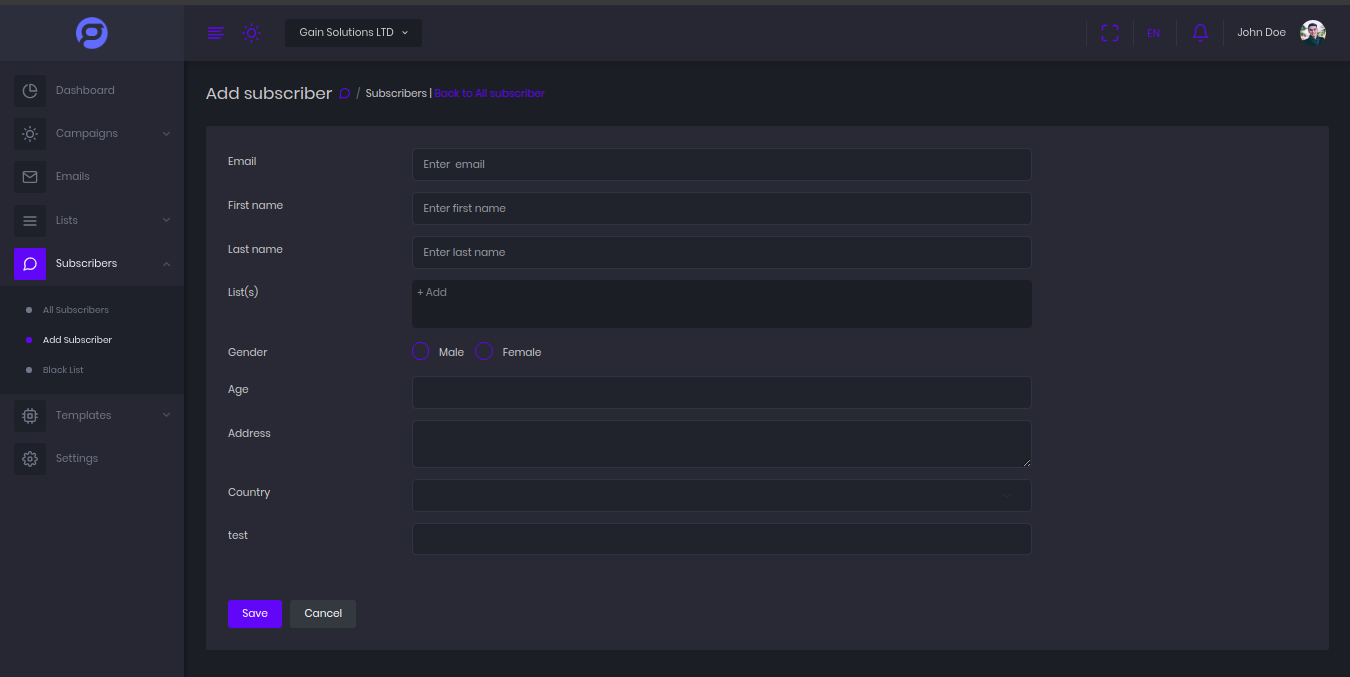 Gain Solutions LTD
EN
John Doe
Dashboard
Campaigns
Emails
Lists
Subscribers
All Subscribers
Add Subscriber
Black List
Templates
Settings
Add subscriber / Subscribers | Back to All subscriber
Email
Enter email
First name
Enter first name
Last name
Enter last name
List(s)
+ Add
Gender
Male Female
Age
Address
Country
test
Save Cancel